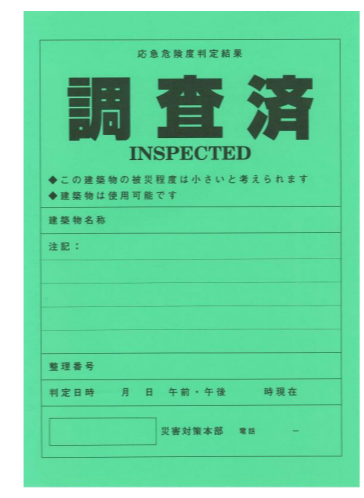 応急危険度判定結果
調査済
INSPECTED
◆この建築物の被災程度は小さいと考えられます
◆建築物は使用可能です
建築物名称
注記：
整理番号
判定日時　月　日　午前・午後　時現在
災害対策本部　電話　－